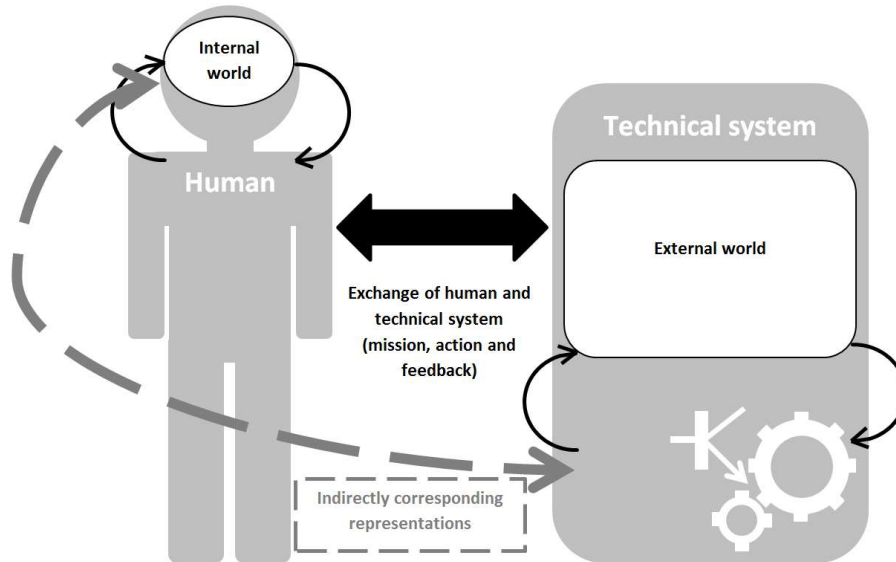 Internal
world
Human
Technical system
External world
Exchange of human and
technical system
(mission, action and
feedback)
Indirectly corresponding
representations